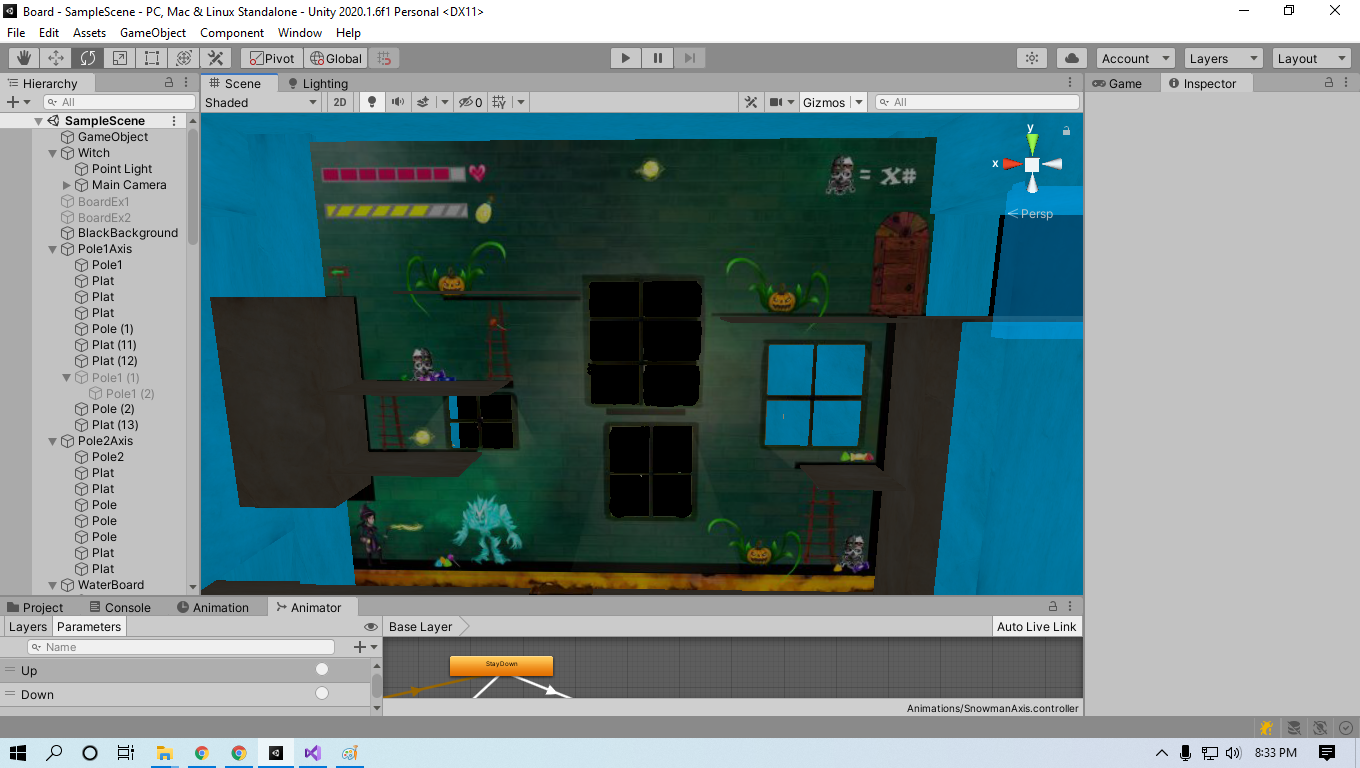 Board - SampleScene - PC, Mac & Linux Standalone - Unity 2020.1.6f1 Personal <DX11>
File Edit Assets GameObject Component Window Help
Pivot Global Account Layers Layout
Hierarchy Scene Lighting Game Inspector
All Shaded 2D 0 Gizmos All
SampleScene
GameObject
Witch
Point Light
Main Camera
BoardEx1
BoardEx2
BlackBackground
Pole1Axis
Pole1
Plat
Plat
Plat
Pole (1)
Plat (11)
Plat (12)
Pole1 (1)
Pole1 (2)
Pole (2)
Plat (13)
Pole2Axis
Pole2
Plat
Plat
Pole
Pole
Pole
Plat
Plat
WaterBoard
= X#
y
x
< Persp
Project Console Animation Animator
Layers Parameters Base Layer Auto Live Link
Name
Up
Down
StayDown
Animations/SnowmanAxis.controller
8:33 PM